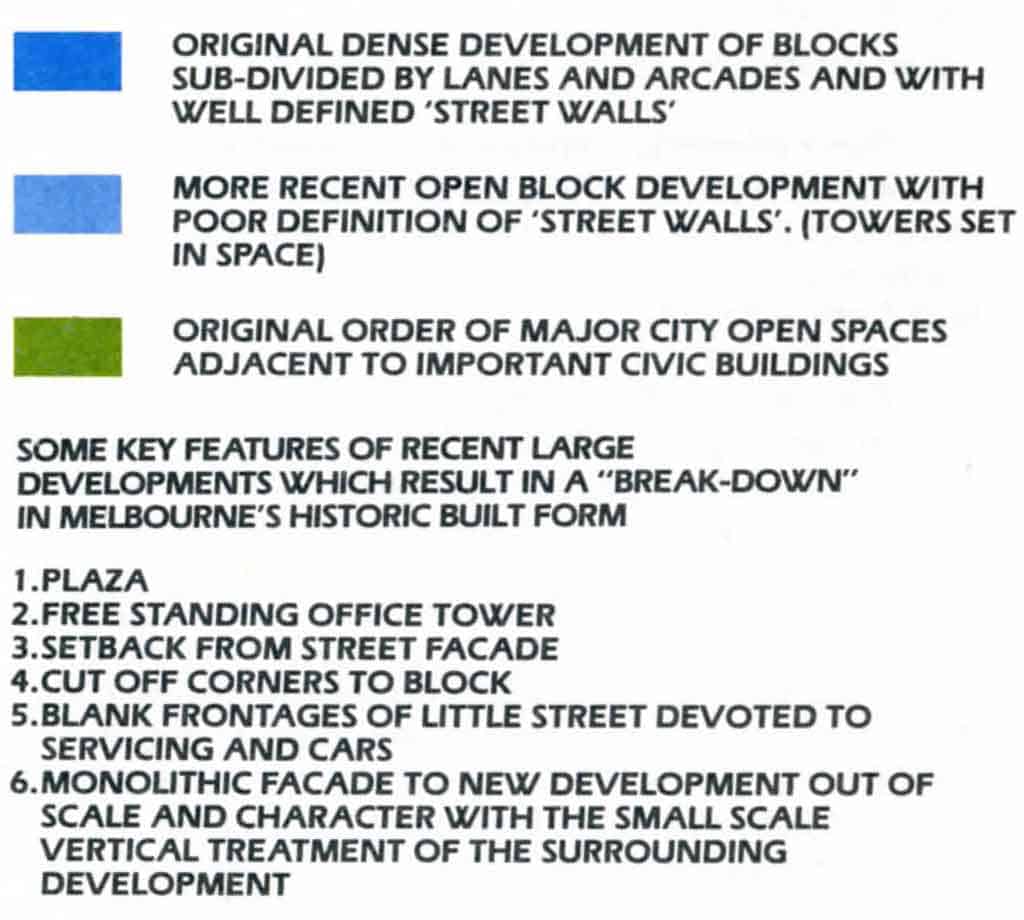 ORIGINAL DENSE DEVELOPMENT OF BLOCKS
SUB-DIVIDED BY LANES AND ARCADES AND WITH
WELL DEFINED ‘STREET WALLS’
MORE RECENT OPEN BLOCK DEVELOPMENT WITH
POOR DEFINITION OF ‘STREET WALLS’. (TOWERS SET
IN SPACE)
ORIGINAL ORDER OF MAJOR CITY OPEN SPACES
ADJACENT TO IMPORTANT CIVIC BUILDINGS
SOME KEY FEATURES OF RECENT LARGE
DEVELOPMENTS WHICH RESULT IN A “BREAK-DOWN”
IN MELBOURNE’S HISTORIC BUILT FORM
1.PLAZA
2.FREE STANDING OFFICE TOWER
3.SETBACK FROM STREET FACADE
4.CUT OFF CORNERS TO BLOCK
5.BLANK FRONTAGES OF LITTLE STREET DEVOTED TO
SERVICING AND CARS
6.MONOLITHIC FACADE TO NEW DEVELOPMENT OUT OF
SCALE AND CHARACTER WITH THE SMALL SCALE
VERTICAL TREATMENT OF THE SURROUNDING
DEVELOPMENT